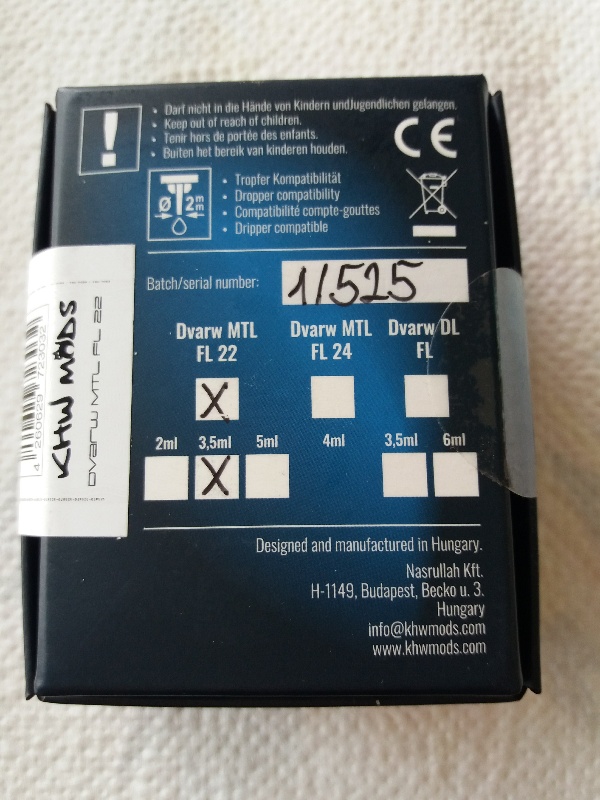 Darf nicht in die Hände von Kindern undJugendlichen gelangen.
Keep out of reach of children.
Tenir hors de portée des enfants.
Buiten het bereik van kinderen houden.
CE
Ø 2mm
Tropfer Kompatibilität
Dropper compatibility
Compatibilité compte-gouttes
Dripper compatible
Batch/serial number: 1/525
Dvarw MTL FL 22
Dvarw MTL FL 24
Dvarw DL FL
X
2ml 3,5ml 5ml 4ml 3,5ml 6ml
X
Designed and manufactured in Hungary.
Nasrullah Kft.
H-1149, Budapest, Becko u. 3.
Hungary
info@khwmods.com
www.khwmods.com
KHW MODS
Dvarw MTL FL 22